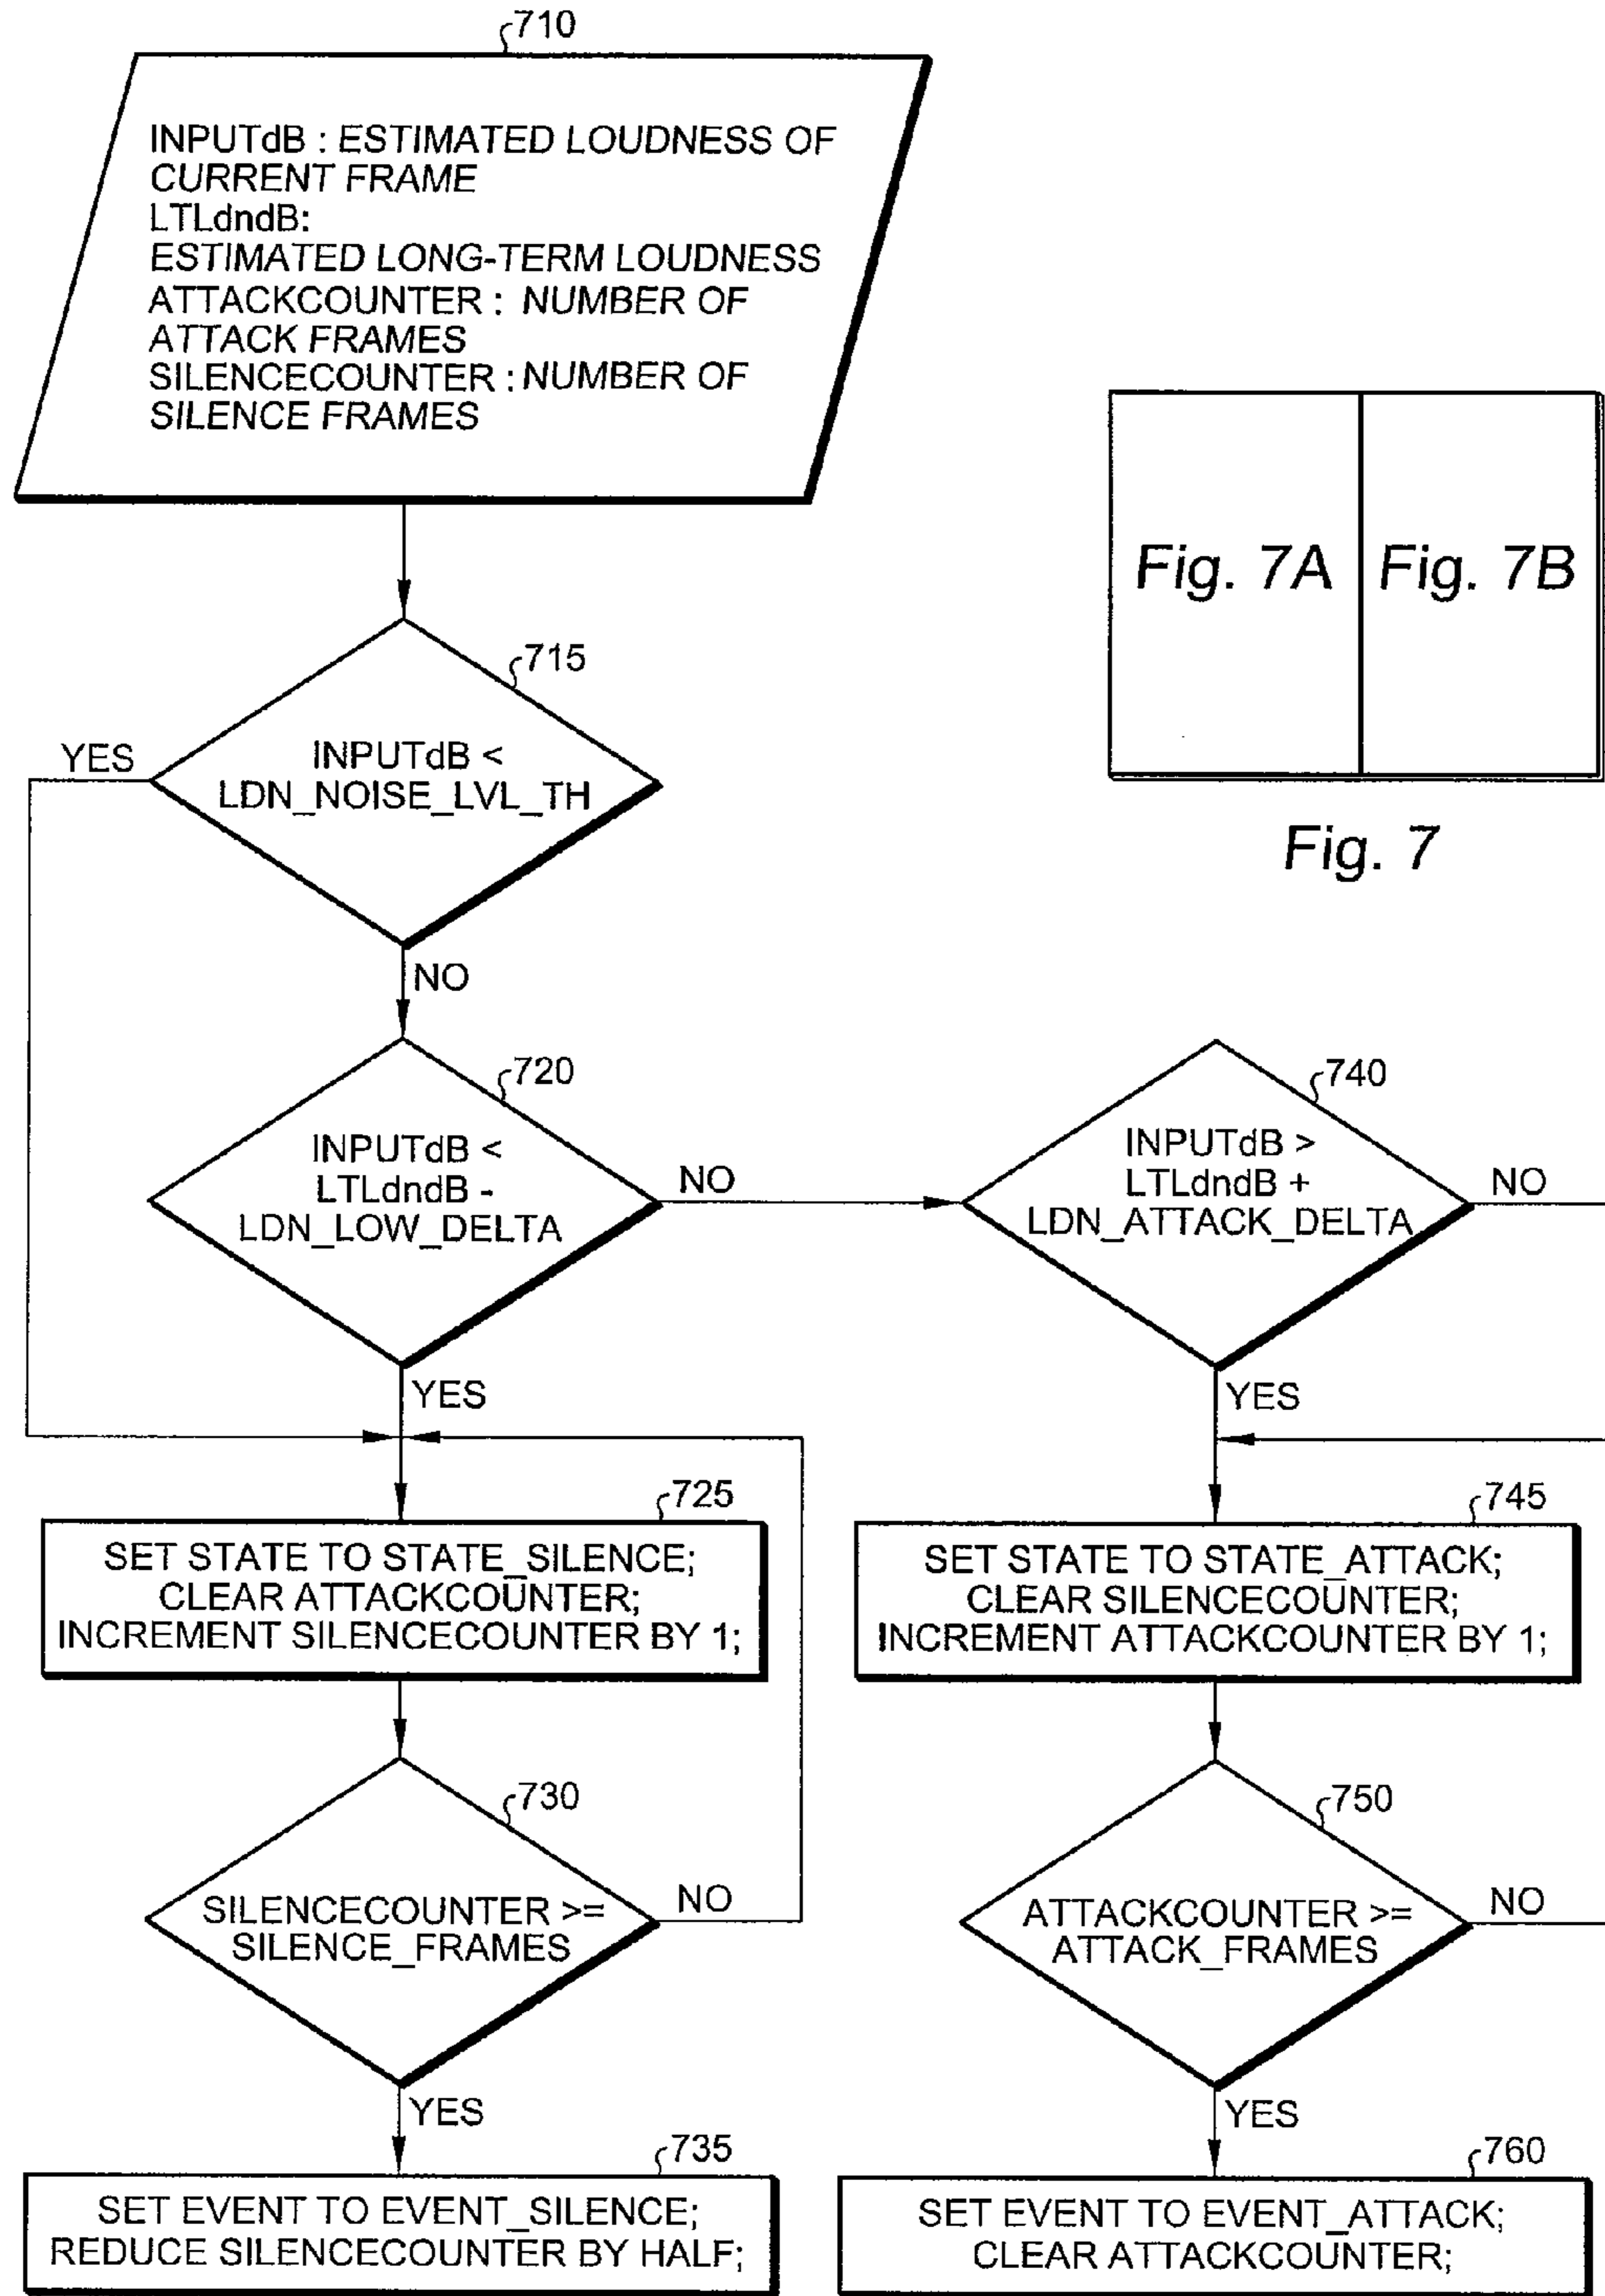 710
INPUTdB : ESTIMATED LOUDNESS OF
CURRENT FRAME
LTLdndB:
ESTIMATED LONG-TERM LOUDNESS
ATTACKCOUNTER : NUMBER OF
ATTACK FRAMES
SILENCECOUNTER : NUMBER OF
SILENCE FRAMES
Fig. 7A
Fig. 7B
Fig. 7
715
YES
INPUTdB <
LDN_NOISE_LVL_TH
NO
720
INPUTdB <
LTLdndB -
LDN_LOW_DELTA
NO
YES
740
INPUTdB >
LTLdndB +
LDN_ATTACK_DELTA
NO
YES
725
SET STATE TO STATE_SILENCE;
CLEAR ATTACKCOUNTER;
INCREMENT SILENCECOUNTER BY 1;
745
SET STATE TO STATE_ATTACK;
CLEAR SILENCECOUNTER;
INCREMENT ATTACKCOUNTER BY 1;
730
SILENCECOUNTER >=
SILENCE_FRAMES
NO
YES
750
ATTACKCOUNTER >=
ATTACK_FRAMES
NO
YES
735
SET EVENT TO EVENT_SILENCE;
REDUCE SILENCECOUNTER BY HALF;
760
SET EVENT TO EVENT_ATTACK;
CLEAR ATTACKCOUNTER;